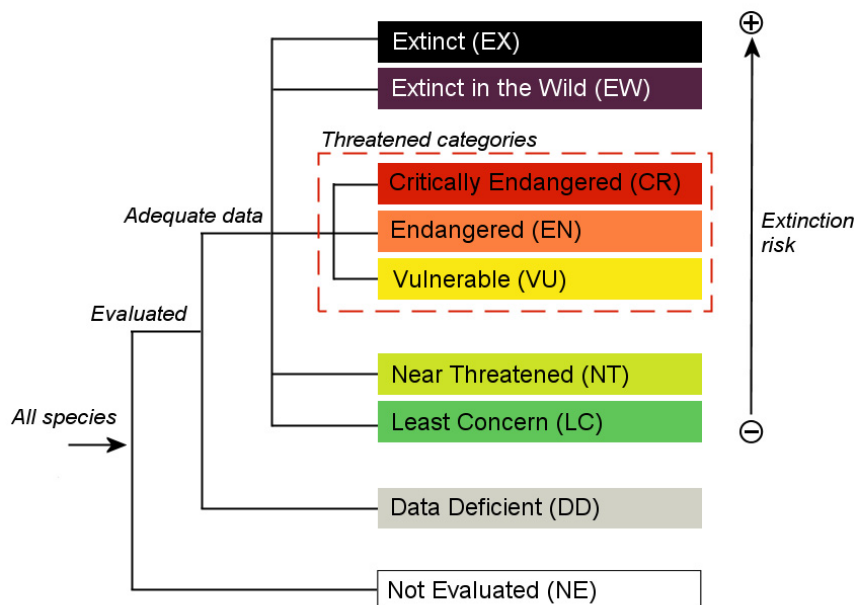 Extinct (EX)
Extinct in the Wild (EW)
Threatened categories
Critically Endangered (CR)
Adequate data
Endangered (EN)
Extinction
risk
Vulnerable (VU)
Evaluated
Near Threatened (NT)
All species
Least Concern (LC)
Data Deficient (DD)
Not Evaluated (NE)